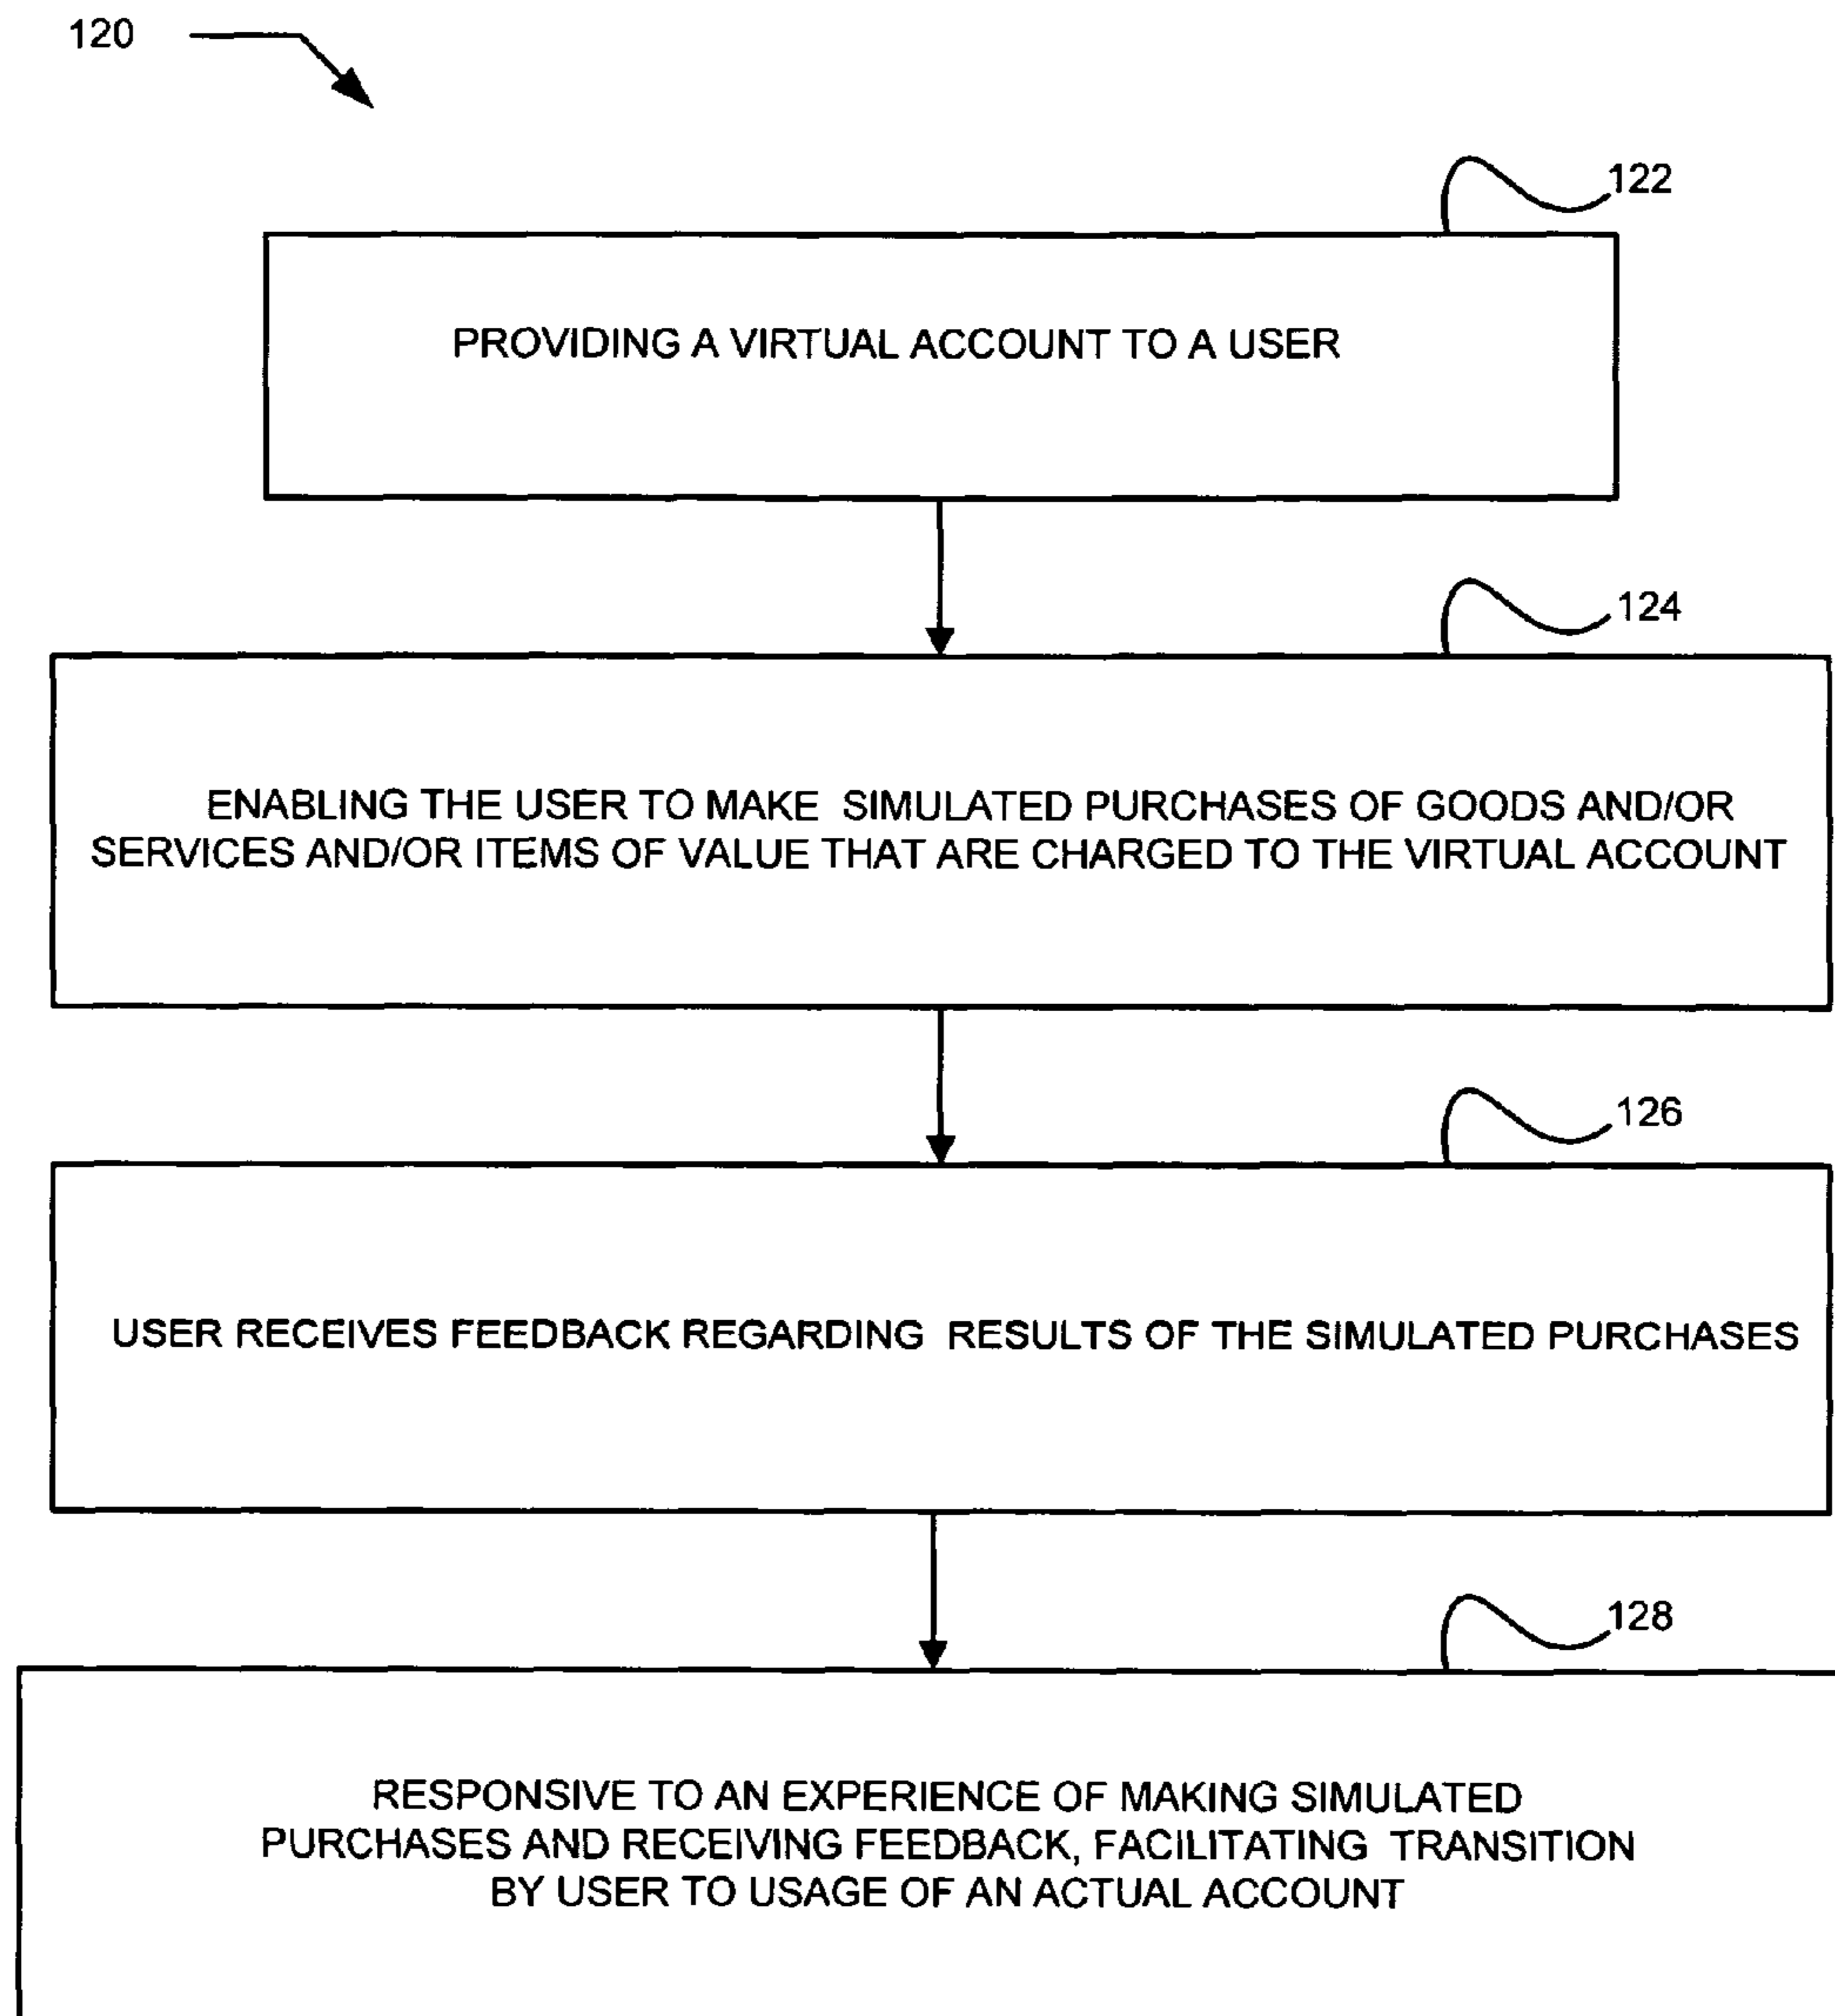 120
122
PROVIDING A VIRTUAL ACCOUNT TO A USER
124
ENABLING THE USER TO MAKE SIMULATED PURCHASES OF GOODS AND/OR
SERVICES AND/OR ITEMS OF VALUE THAT ARE CHARGED TO THE VIRTUAL ACCOUNT
126
USER RECEIVES FEEDBACK REGARDING RESULTS OF THE SIMULATED PURCHASES
128
RESPONSIVE TO AN EXPERIENCE OF MAKING SIMULATED
PURCHASES AND RECEIVING FEEDBACK, FACILITATING TRANSITION
BY USER TO USAGE OF AN ACTUAL ACCOUNT